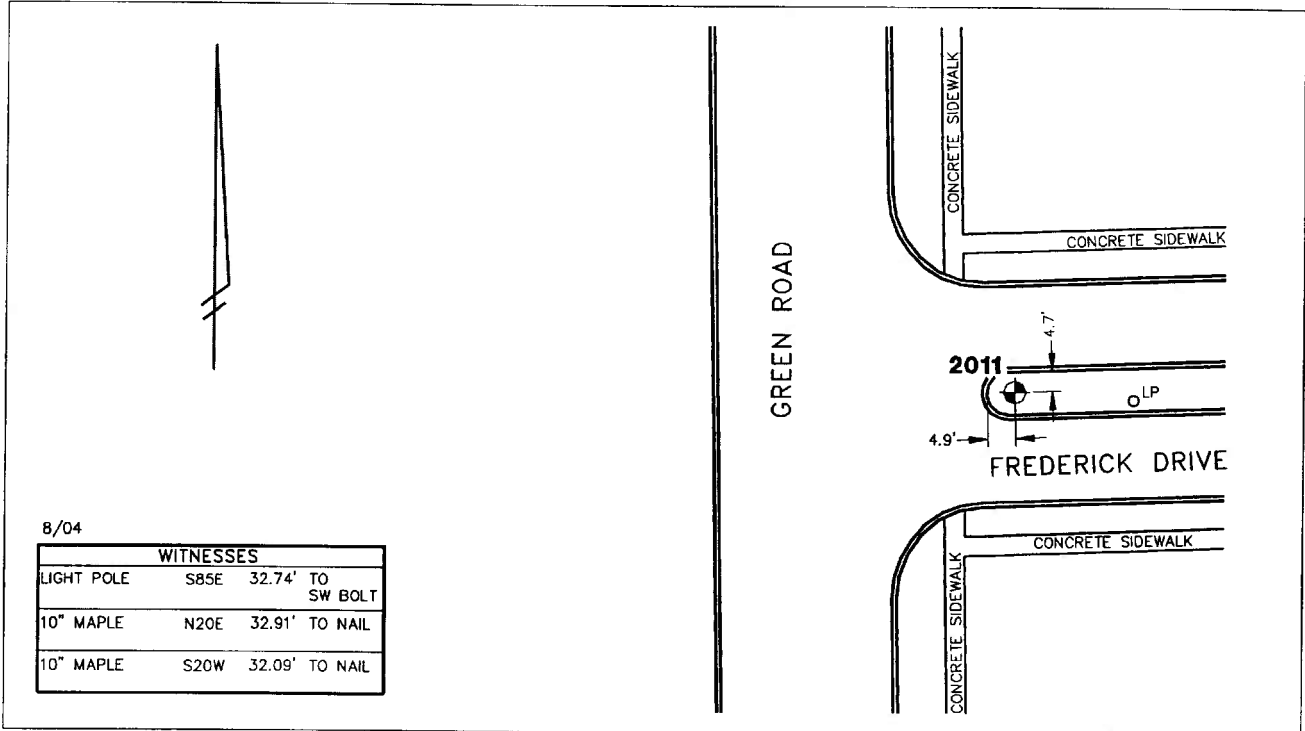 CONCRETE SIDEWALK
CONCRETE SIDEWALK
GREEN ROAD
4.7'
2011
LP
4.9'
FREDERICK DRIVE
CONCRETE SIDEWALK
CONCRETE SIDEWALK
8/04
WITNESSES
LIGHT POLE S85E 32.74' TO
SW BOLT
10" MAPLE N20E 32.91' TO NAIL
10" MAPLE S20W 32.09' TO NAIL